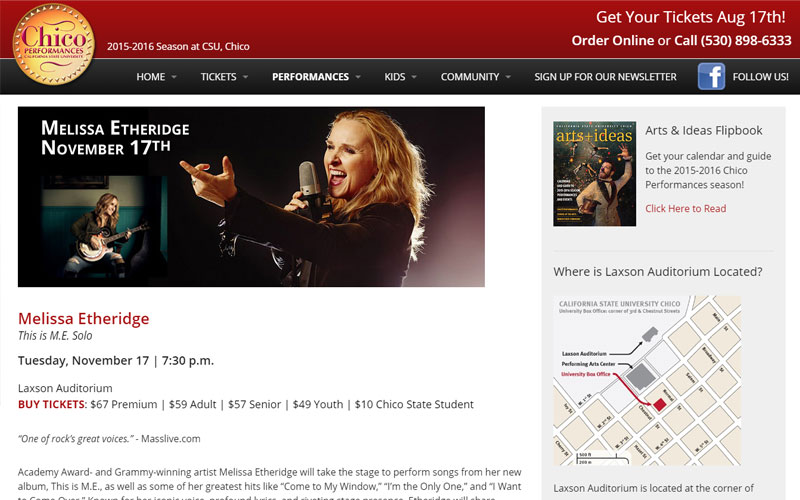 Chico
PERFORMANCES
CALIFORNIA STATE UNIVERSITY
2015-2016 Season at CSU, Chico
Get Your Tickets Aug 17th!
Order Online or Call (530) 898-6333
HOME TICKETS PERFORMANCES KIDS COMMUNITY SIGN UP FOR OUR NEWSLETTER f FOLLOW US!
MELISSA ETHERIDGE
NOVEMBER 17TH
Melissa Etheridge
This is M.E. Solo
Tuesday, November 17 | 7:30 p.m.
Laxson Auditorium
BUY TICKETS: $67 Premium | $59 Adult | $57 Senior | $49 Youth | $10 Chico State Student
“One of rock’s great voices.” - Masslive.com
Academy Award- and Grammy-winning artist Melissa Etheridge will take the stage to perform songs from her new
album, This is M.E., as well as some of her greatest hits like “Come to My Window,” “I’m the Only One,” and “I Want
to Come Over.” Known for her iconic voice, profound lyrics, and riveting stage presence, Etheridge will share
arts+ideas
Arts & Ideas Flipbook
Get your calendar and guide
to the 2015-2016 Chico
Performances season!
Click Here to Read
Where is Laxson Auditorium Located?
CALIFORNIA STATE UNIVERSITY CHICO
University Box Office: corner of 3rd & Chestnut Streets
Laxson Auditorium
Performing Arts Center
University Box Office
500 ft
200 m
Laxson Auditorium is located at the corner of